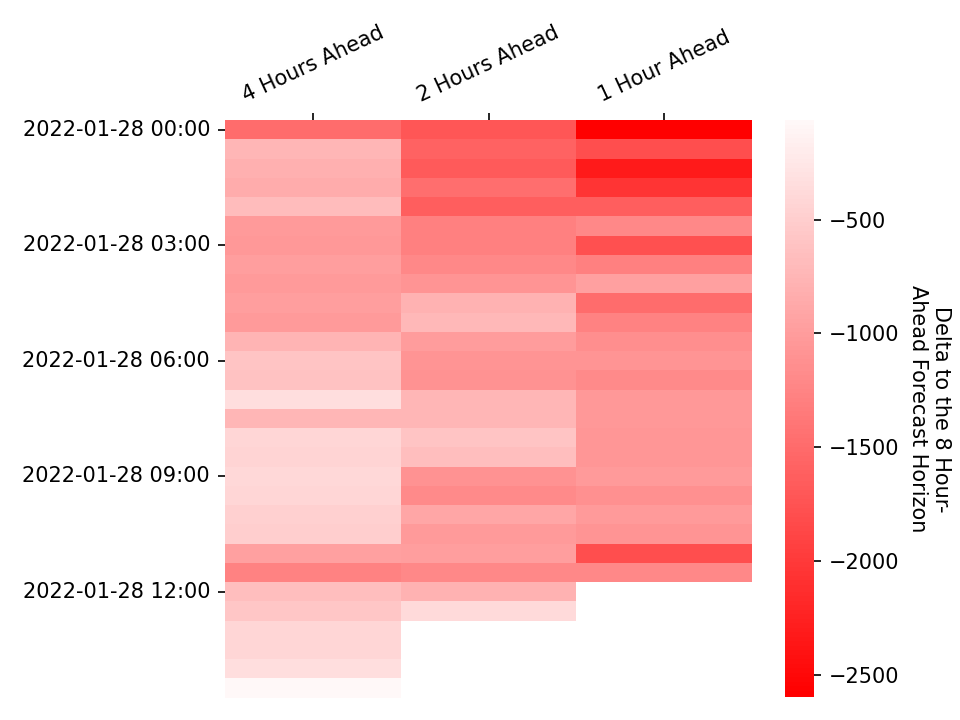 4 Hours Ahead
2 Hours Ahead
1 Hour Ahead
2022-01-28 00:00
2022-01-28 03:00
2022-01-28 06:00
2022-01-28 09:00
2022-01-28 12:00
−500
−1000
−1500
−2000
−2500
Delta to the 8 Hour-
Ahead Forecast Horizon